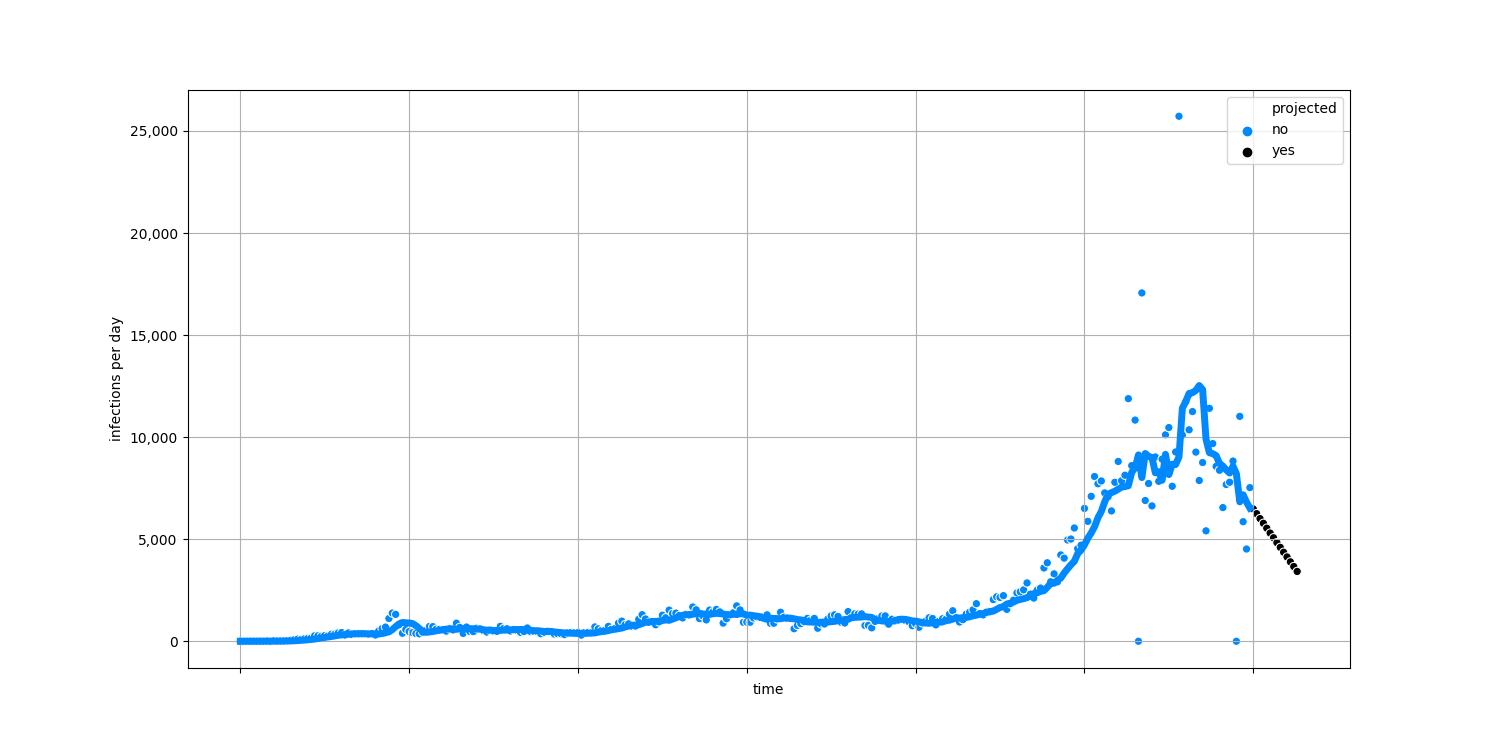 25,000
20,000
15,000
10,000
5,000
0
infections per day
time
projected
no
yes